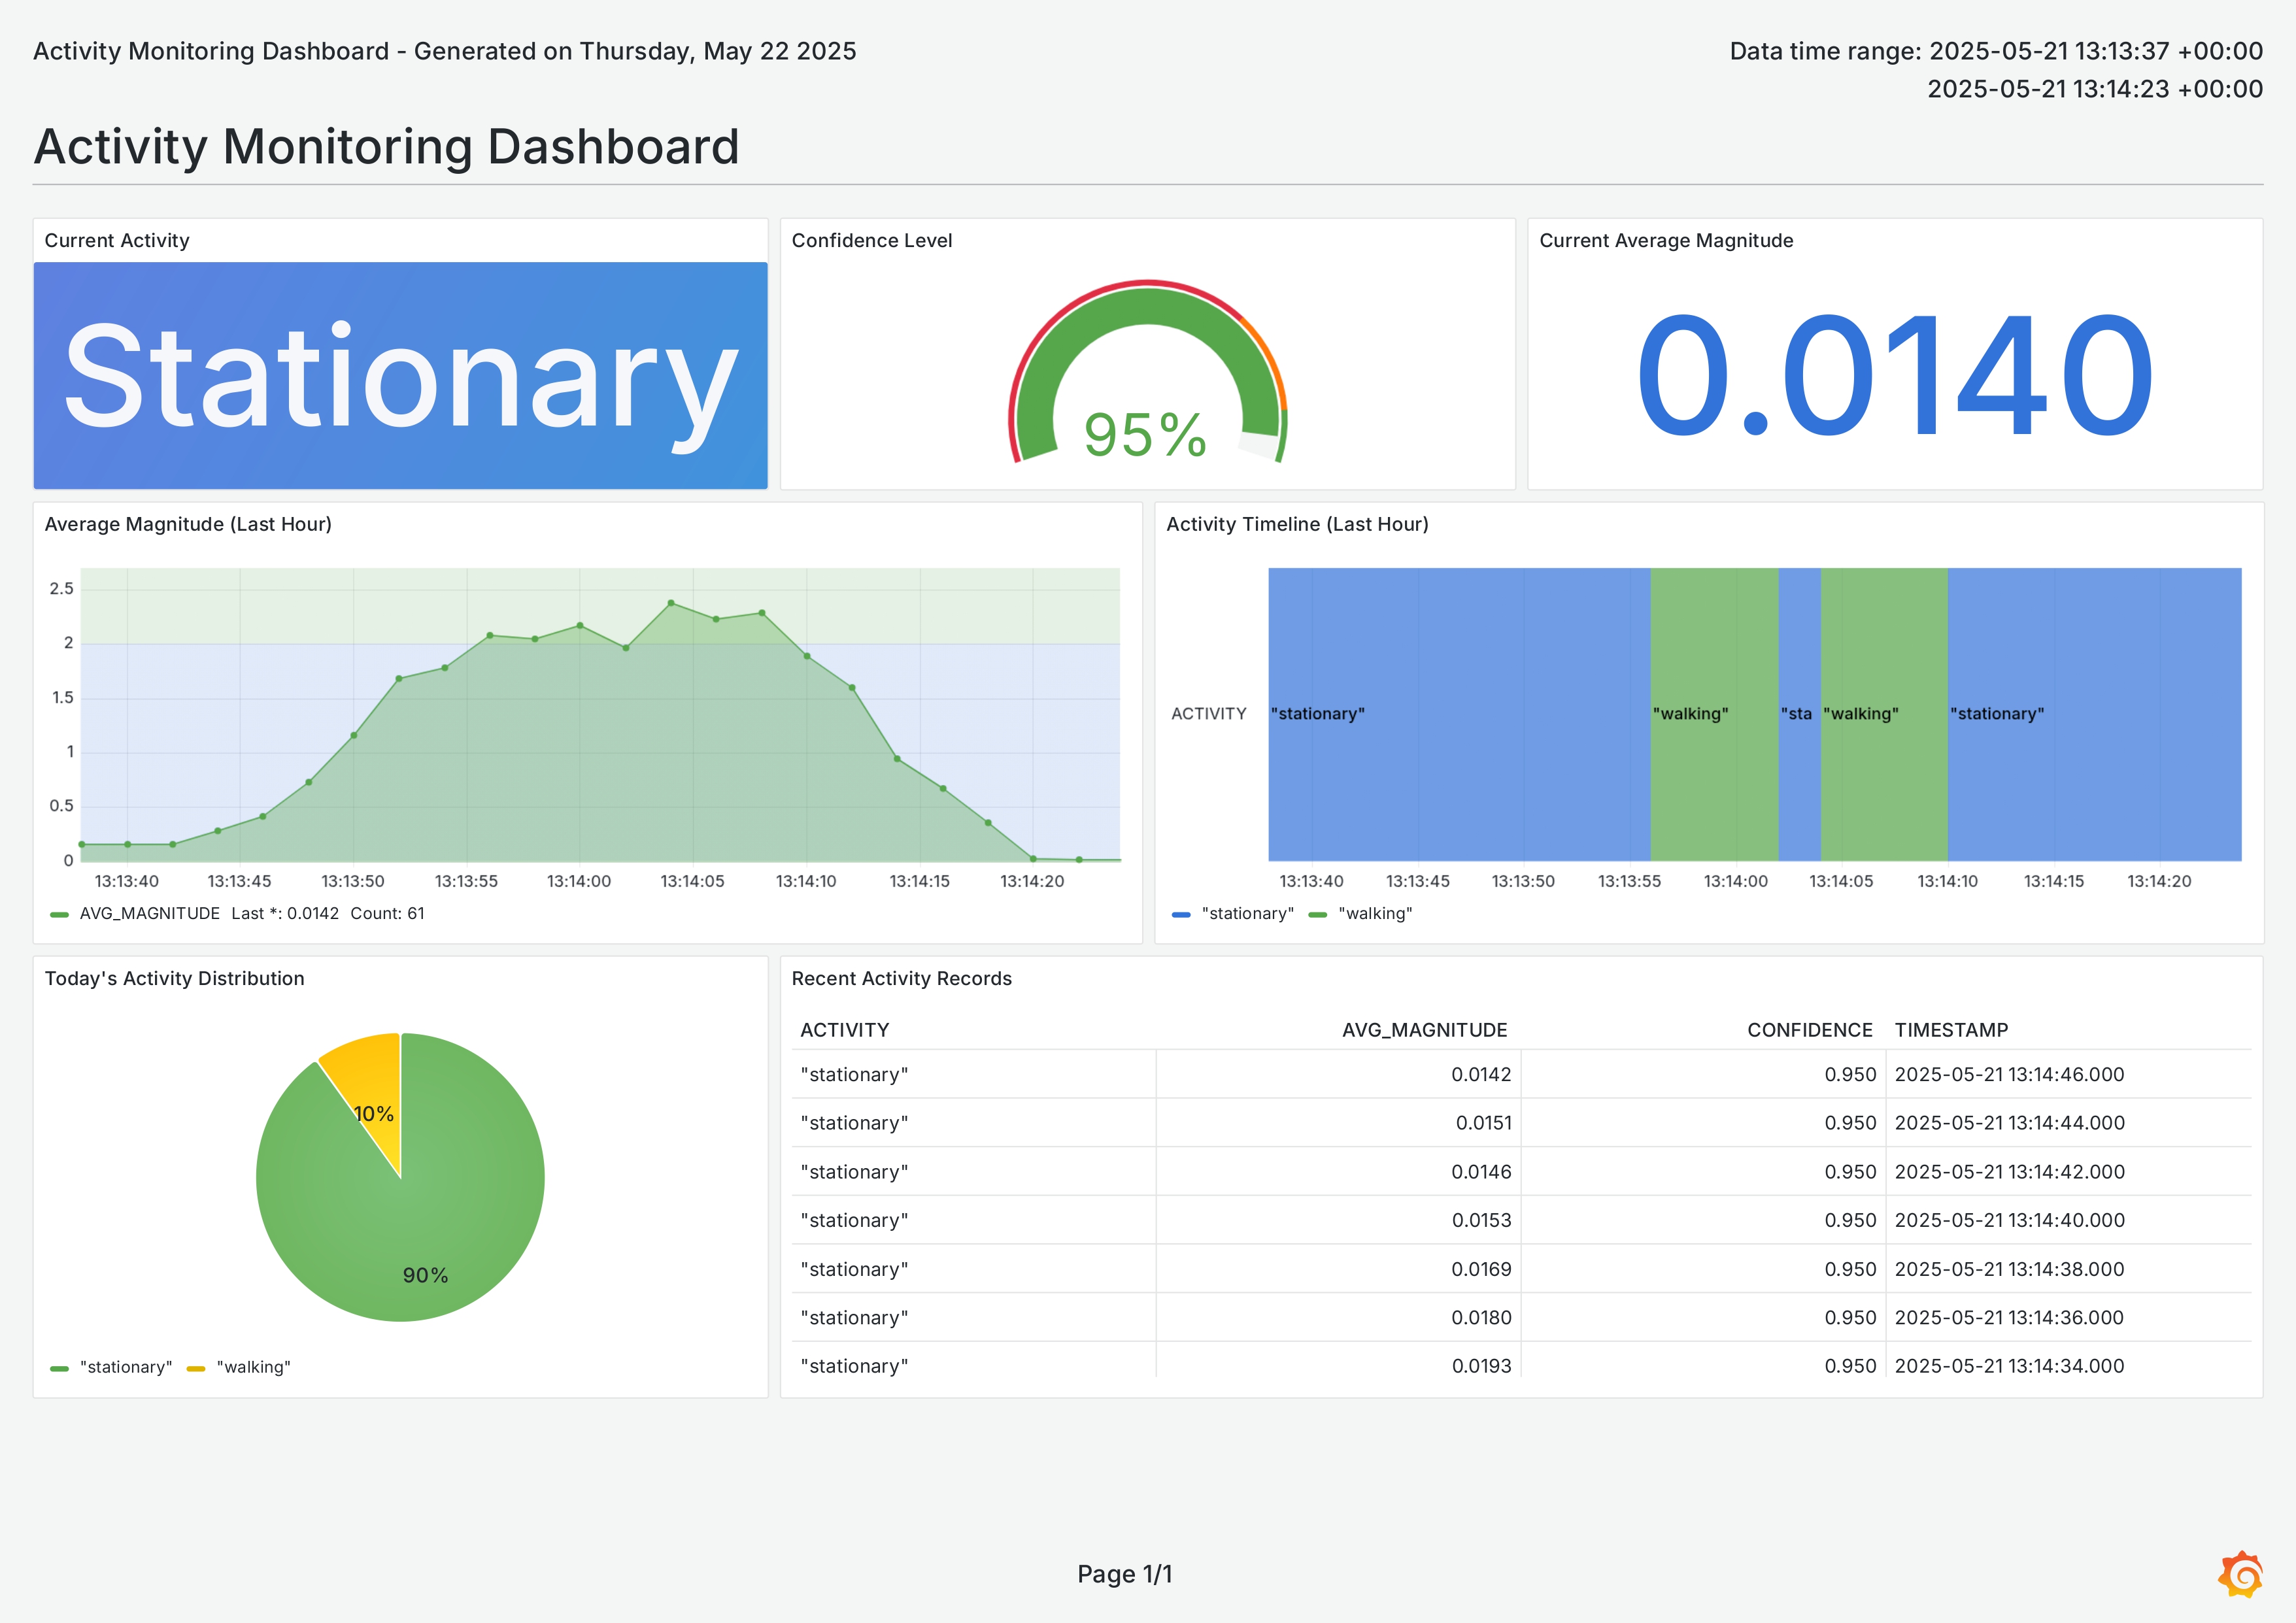 Activity Monitoring Dashboard - Generated on Thursday, May 22 2025
Data time range: 2025-05-21 13:13:37 +00:00
2025-05-21 13:14:23 +00:00
Activity Monitoring Dashboard
Current Activity
Stationary
Confidence Level
95%
Current Average Magnitude
0.0140
Average Magnitude (Last Hour)
2.5
2
1.5
1
0.5
0
13:13:40 13:13:45 13:13:50 13:13:55 13:14:00 13:14:05 13:14:10 13:14:15 13:14:20
AVG_MAGNITUDE Last *: 0.0142 Count: 61
Activity Timeline (Last Hour)
ACTIVITY "stationary" "walking" "sta "walking" "stationary"
13:13:40 13:13:45 13:13:50 13:13:55 13:14:00 13:14:05 13:14:10 13:14:15 13:14:20
"stationary" "walking"
Today's Activity Distribution
10%
90%
"stationary" "walking"
Recent Activity Records
ACTIVITY AVG_MAGNITUDE CONFIDENCE TIMESTAMP
"stationary" 0.0142 0.950 2025-05-21 13:14:46.000
"stationary" 0.0151 0.950 2025-05-21 13:14:44.000
"stationary" 0.0146 0.950 2025-05-21 13:14:42.000
"stationary" 0.0153 0.950 2025-05-21 13:14:40.000
"stationary" 0.0169 0.950 2025-05-21 13:14:38.000
"stationary" 0.0180 0.950 2025-05-21 13:14:36.000
"stationary" 0.0193 0.950 2025-05-21 13:14:34.000
Page 1/1